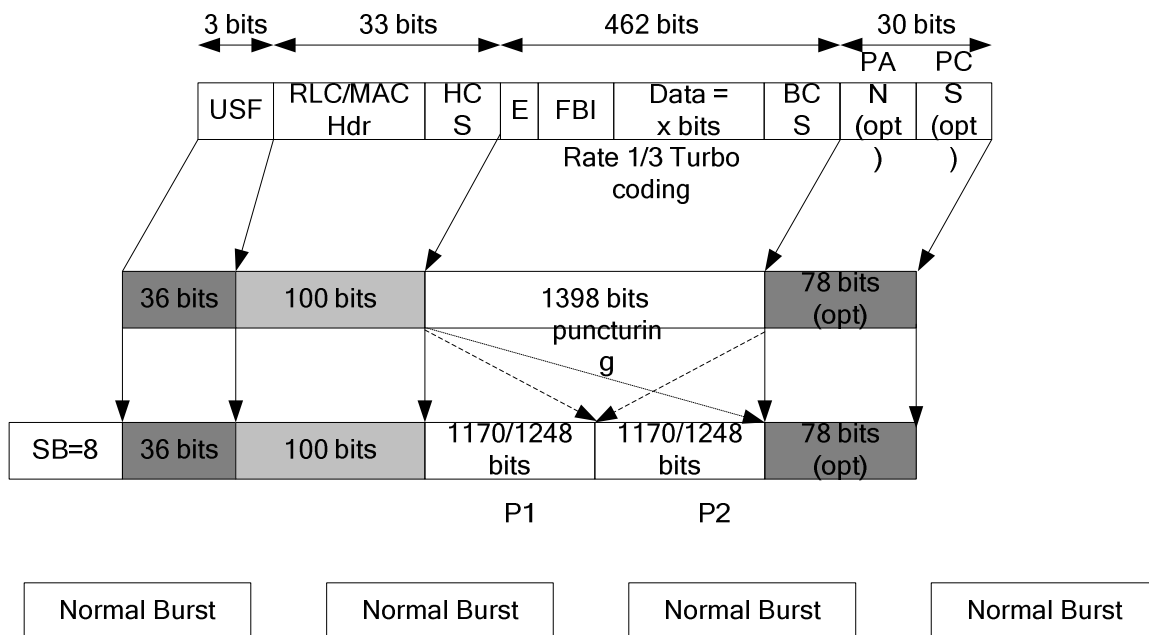 3 bits
33 bits
462 bits
30 bits
USF
RLC/MAC
Hdr
HC
S
E
FBI
Data =
x bits
BC
S
PA
N
(opt
)
PC
S
(opt
)
Rate 1/3 Turbo
coding
36 bits
100 bits
1398 bits
78 bits
(opt)
puncturin
g
SB=8
36 bits
100 bits
1170/1248
bits
1170/1248
bits
78 bits
(opt)
P1
P2
Normal Burst
Normal Burst
Normal Burst
Normal Burst